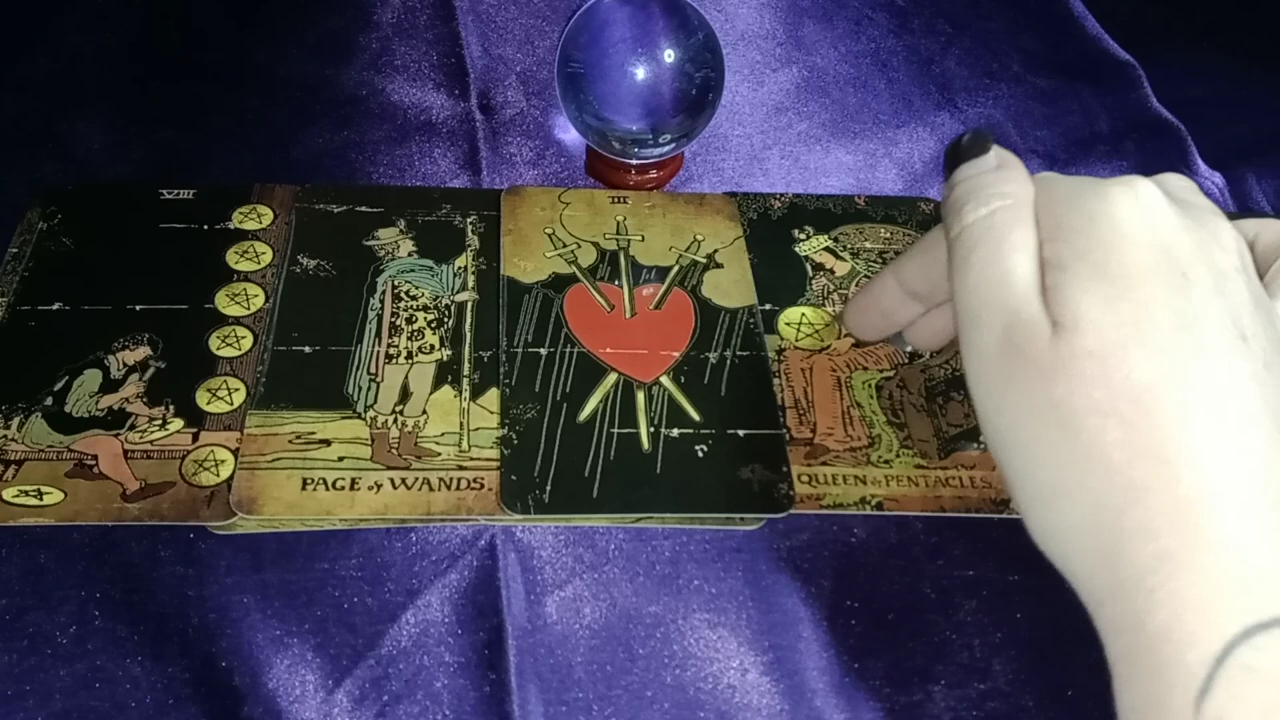 VIII
PAGE of WANDS.
III
QUEEN of PENTACLES.